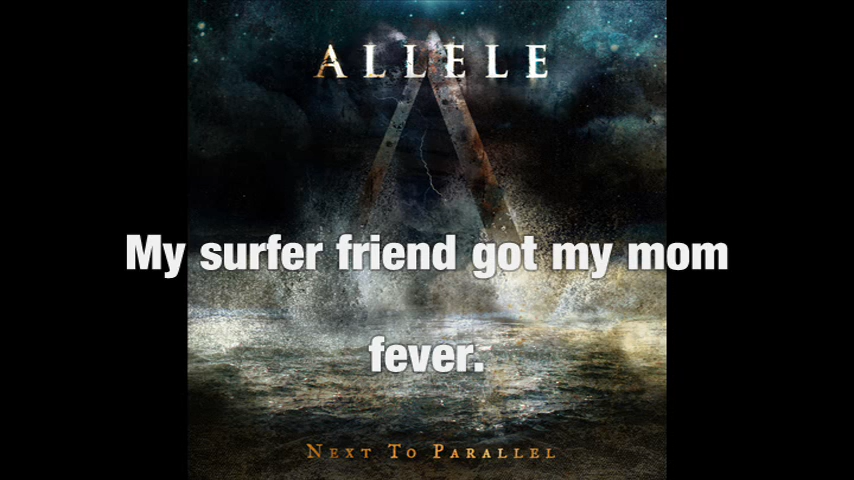 ALLELE
My surfer friend got my mom
fever.
NEXT TO PARALLEL